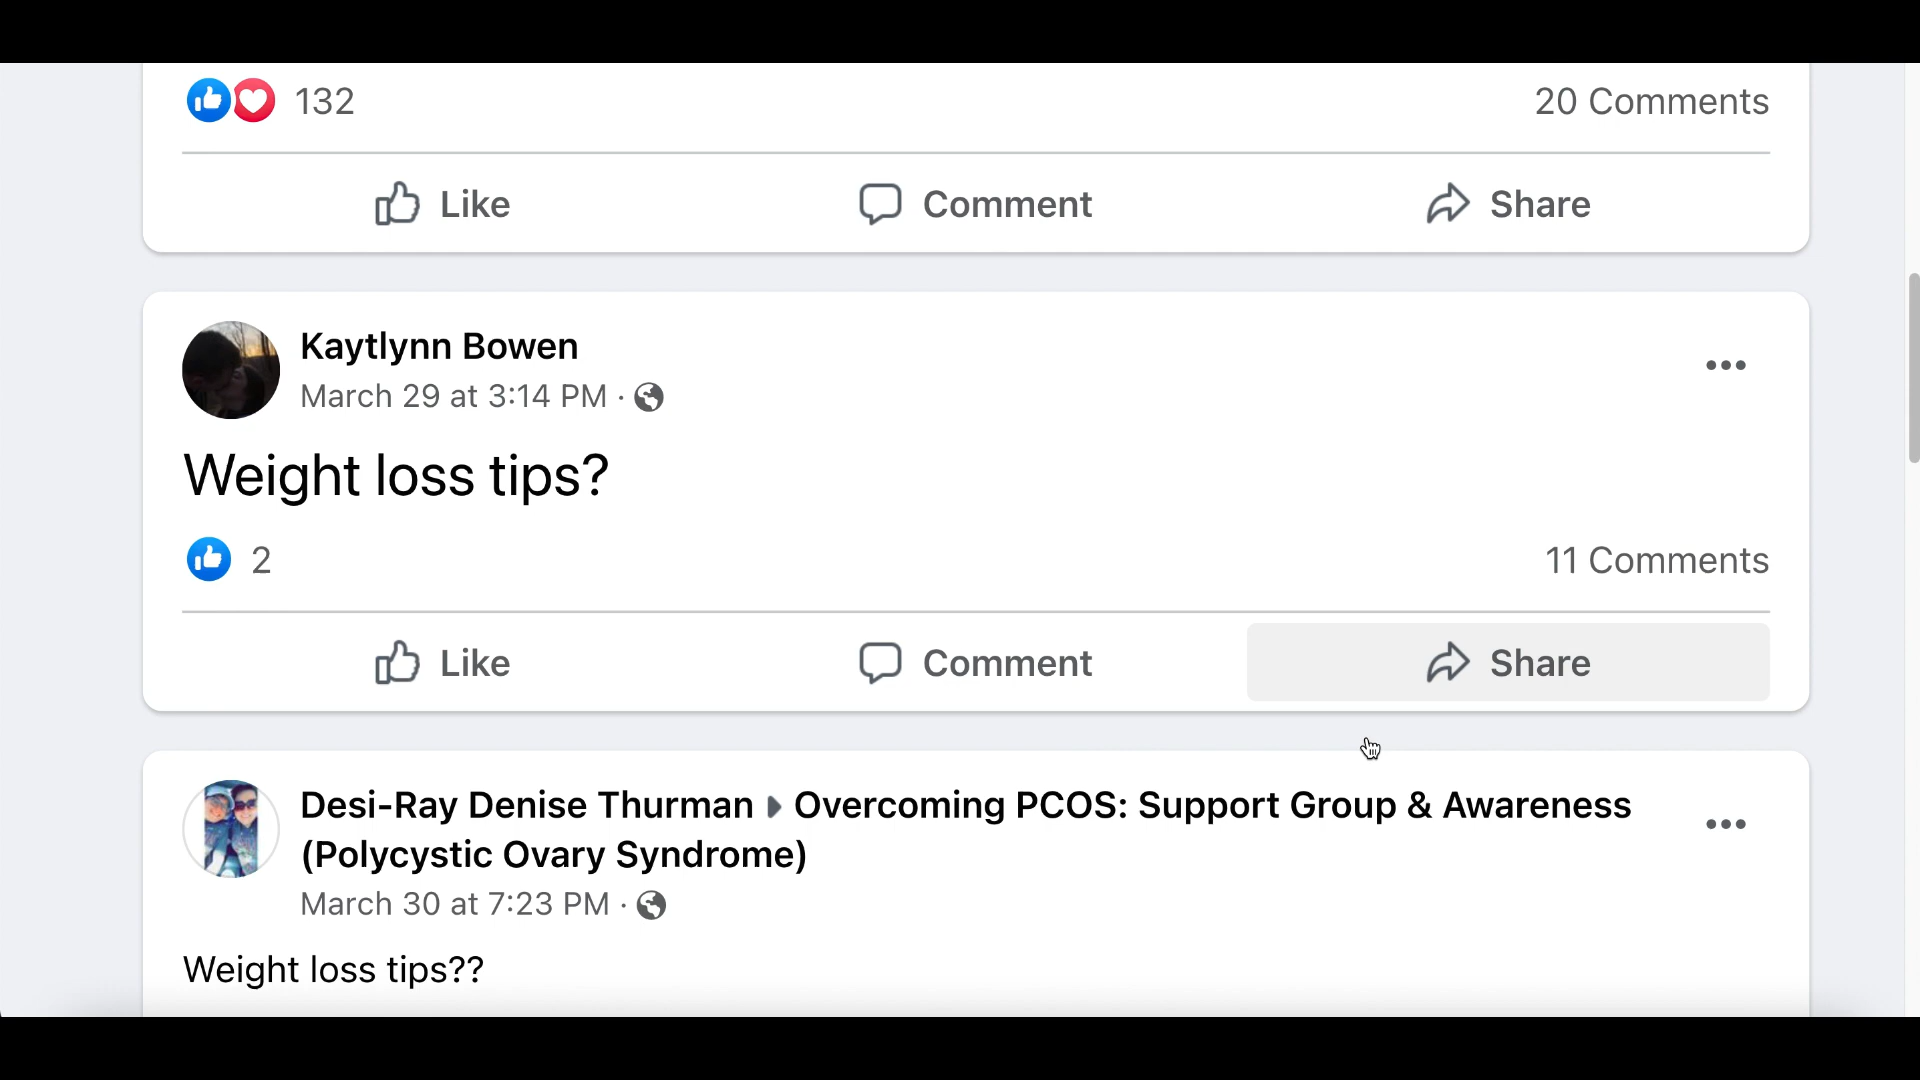 132 20 Comments
Like Comment Share
Kaytlynn Bowen
March 29 at 3:14 PM ·
Weight loss tips?
2 11 Comments
Like Comment Share
Desi-Ray Denise Thurman Overcoming PCOS: Support Group & Awareness
(Polycystic Ovary Syndrome)
March 30 at 7:23 PM ·
Weight loss tips??